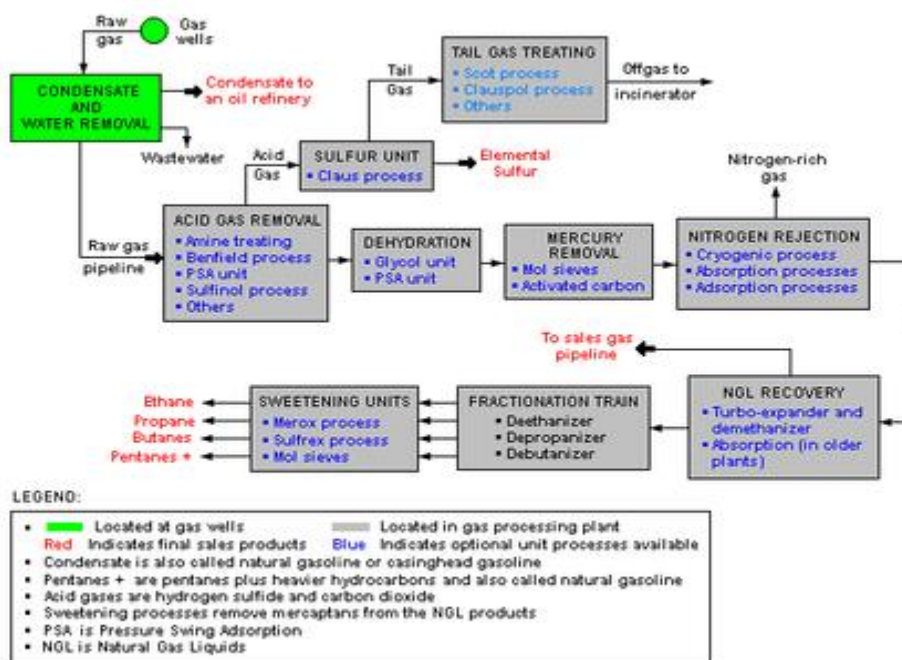 Raw
gas
Gas
wells
CONDENSATE
AND
WATER REMOVAL
Condensate to
an oil refinery
Wastewater
Tail
Gas
TAIL GAS TREATING
▪ Scot process
▪ Clauspol process
▪ Others
Offgas to
incinerator
Acid
Gas
SULFUR UNIT
▪ Claus process
Elemental
Sulfur
Nitrogen-rich
gas
Raw gas
pipeline
ACID GAS REMOVAL
▪ Amine treating
▪ Benfield process
▪ PSA unit
▪ Sulfinol process
▪ Others
DEHYDRATION
▪ Glycol unit
▪ PSA unit
MERCURY
REMOVAL
▪ Mol sieves
▪ Activated carbon
NITROGEN REJECTION
▪ Cryogenic process
▪ Absorption processes
▪ Adsorption processes
To sales gas
pipeline
Ethane
Propane
Butanes
Pentanes +
SWEETENING UNITS
▪ Merox process
▪ Sulfrex process
▪ Mol sieves
FRACTIONATION TRAIN
▪ Deethanizer
▪ Depropanizer
▪ Debutanizer
NGL RECOVERY
▪ Turbo-expander and
demethanizer
▪ Absorption (in older
plants)
LEGEND:
• Located at gas wells Located in gas processing plant
Red Indicates final sales products Blue Indicates optional unit processes available
• Condensate is also called natural gasoline or casinghead gasoline
• Pentanes + are pentanes plus heavier hydrocarbons and also called natural gasoline
• Acid gases are hydrogen sulfide and carbon dioxide
• Sweetening processes remove mercaptans from the NGL products
• PSA is Pressure Swing Adsorption
• NGL is Natural Gas Liquids